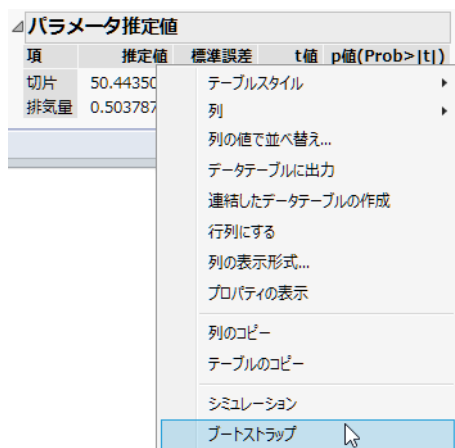 パラメータ推定値
項 推定値 標準誤差 t値 p値(Prob>|t|)
切片 50.44350
排気量 0.503787
テーブルスタイル
列
列の値で並べ替え...
データテーブルに出力
連結したデータテーブルの作成
行列にする
列の表示形式...
プロパティの表示
列のコピー
テーブルのコピー
シミュレーション
ブートストラップ